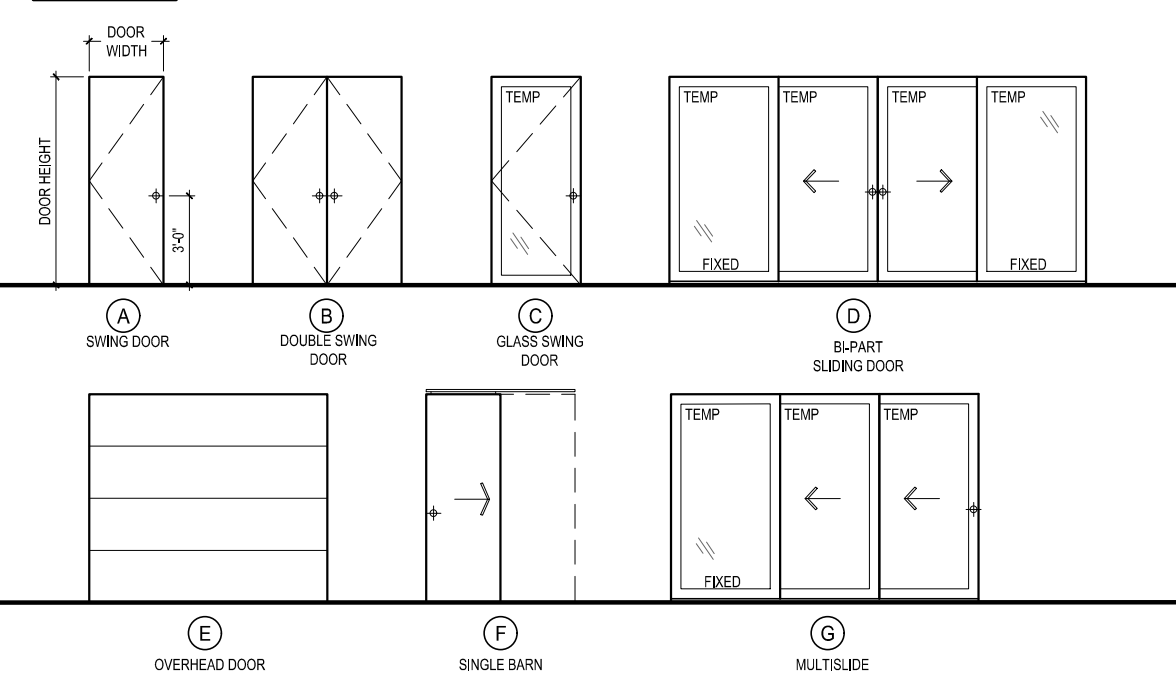 DOOR
WIDTH
DOOR HEIGHT
3'-0"
TEMP
TEMP
TEMP
TEMP
TEMP
FIXED
FIXED
A
SWING DOOR
B
DOUBLE SWING
DOOR
C
GLASS SWING
DOOR
D
BI-PART
SLIDING DOOR
TEMP
TEMP
TEMP
FIXED
E
OVERHEAD DOOR
F
SINGLE BARN
G
MULTISLIDE